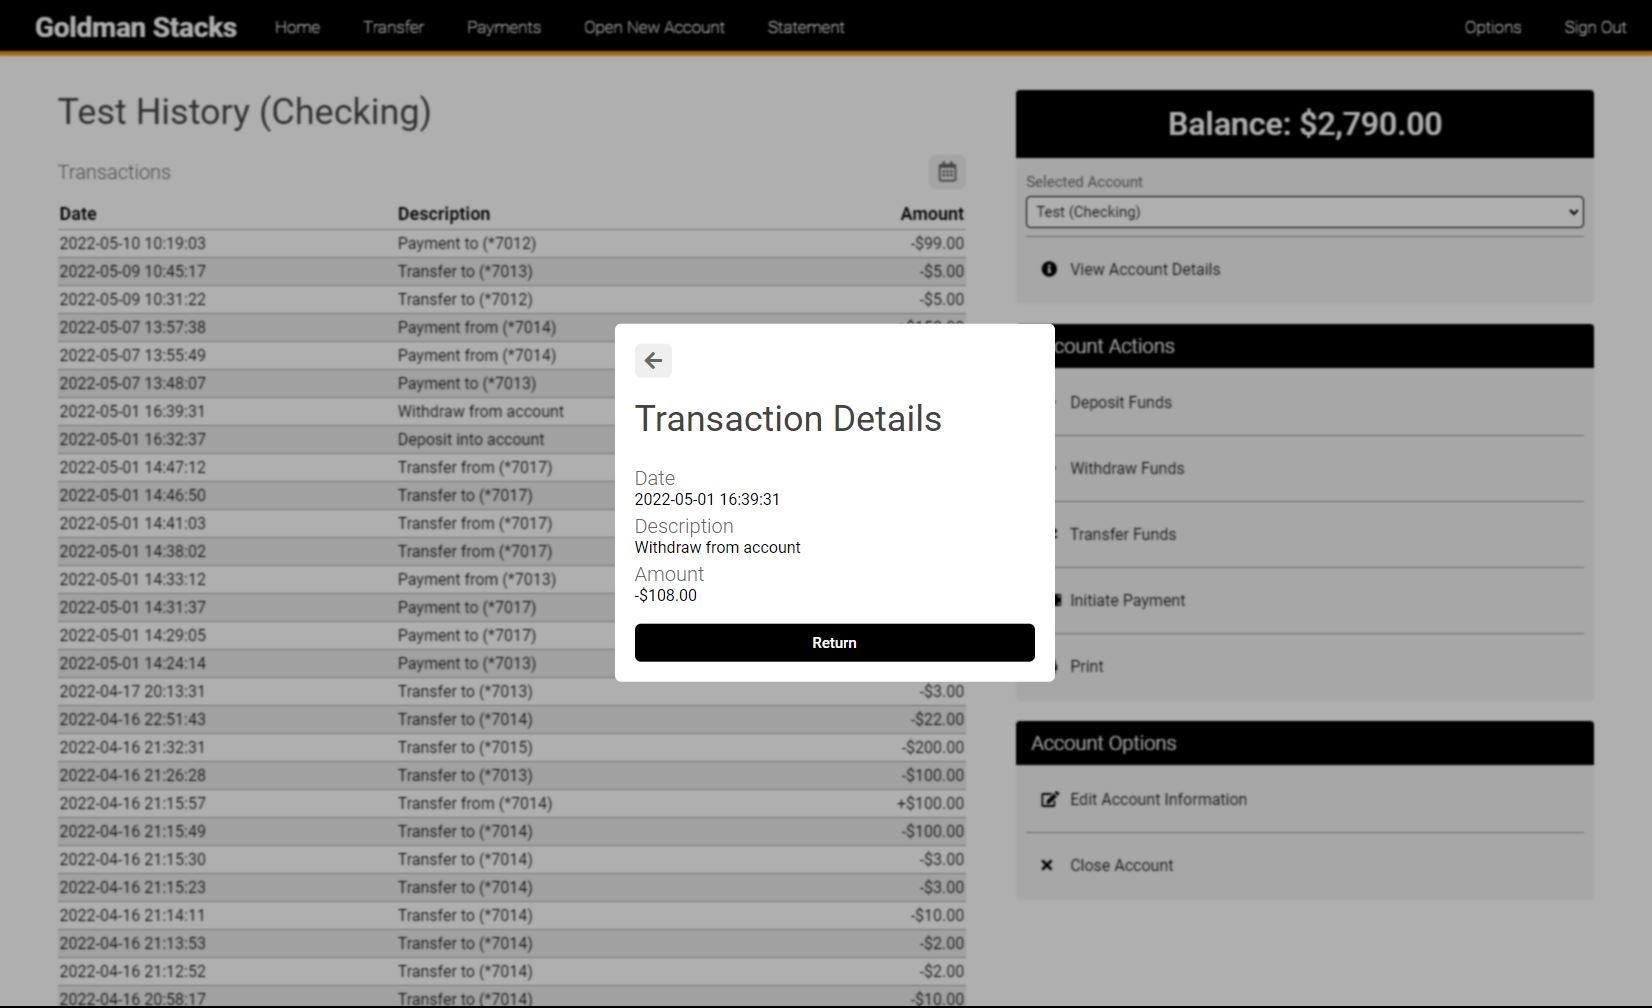 Goldman Stacks Home Transfer Payments Open New Account Statement Options Sign Out
Test History (Checking)
Transactions
Date Description Amount
2022-05-10 10:19:03 Payment to (*7012) -$99.00
2022-05-09 10:45:17 Transfer to (*7013) -$5.00
2022-05-09 10:31:22 Transfer to (*7012) -$5.00
2022-05-07 13:57:38 Payment from (*7014)
2022-05-07 13:55:49 Payment from (*7014)
2022-05-07 13:48:07 Payment to (*7013)
2022-05-01 16:39:31 Withdraw from account
2022-05-01 16:32:37 Deposit into account
2022-05-01 14:47:12 Transfer from (*7017)
2022-05-01 14:46:50 Transfer to (*7017)
2022-05-01 14:41:03 Transfer from (*7017)
2022-05-01 14:38:02 Transfer from (*7017)
2022-05-01 14:33:12 Payment from (*7013)
2022-05-01 14:31:37 Payment to (*7017)
2022-05-01 14:29:05 Payment to (*7017)
2022-05-01 14:24:14 Payment to (*7013)
2022-04-17 20:13:31 Transfer to (*7013) -$3.00
2022-04-16 22:51:43 Transfer to (*7014) -$22.00
2022-04-16 21:32:31 Transfer to (*7015) -$200.00
2022-04-16 21:26:28 Transfer to (*7013) -$100.00
2022-04-16 21:15:57 Transfer from (*7014) +$100.00
2022-04-16 21:15:49 Transfer to (*7014) -$100.00
2022-04-16 21:15:30 Transfer to (*7014) -$3.00
2022-04-16 21:15:23 Transfer to (*7014) -$3.00
2022-04-16 21:14:11 Transfer to (*7014) -$10.00
2022-04-16 21:13:53 Transfer to (*7014) -$2.00
2022-04-16 21:12:52 Transfer to (*7014) -$2.00
2022-04-16 20:58:17 Transfer to (*7014) -$10.00
Transaction Details
Date
2022-05-01 16:39:31
Description
Withdraw from account
Amount
-$108.00
Return
Balance: $2,790.00
Selected Account
Test (Checking)
View Account Details
count Actions
Deposit Funds
Withdraw Funds
Transfer Funds
Initiate Payment
Print
Account Options
Edit Account Information
Close Account